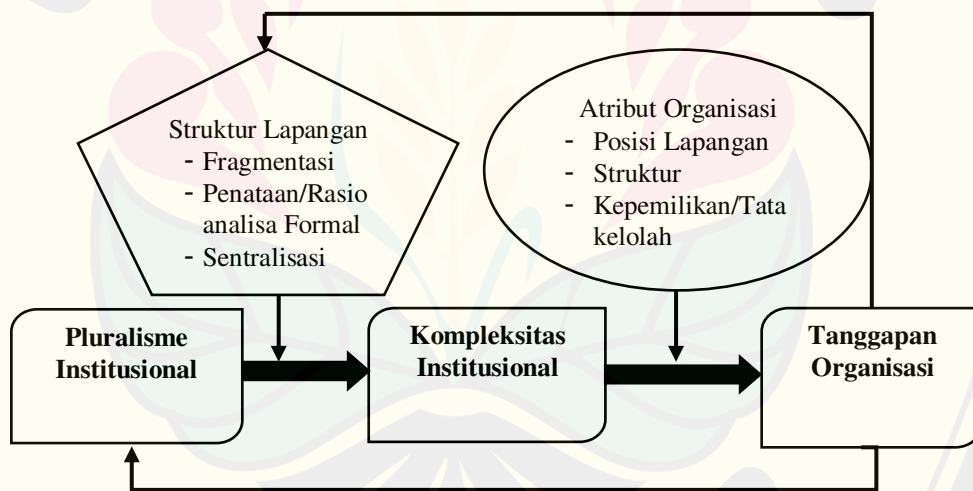 Struktur Lapangan
- Fragmentasi
- Penataan/Rasio
analisa Formal
- Sentralisasi
Atribut Organisasi
- Posisi Lapangan
- Struktur
- Kepemilikan/Tata
kelolah
Pluralisme
Institusional
Kompleksitas
Institusional
Tanggapan
Organisasi